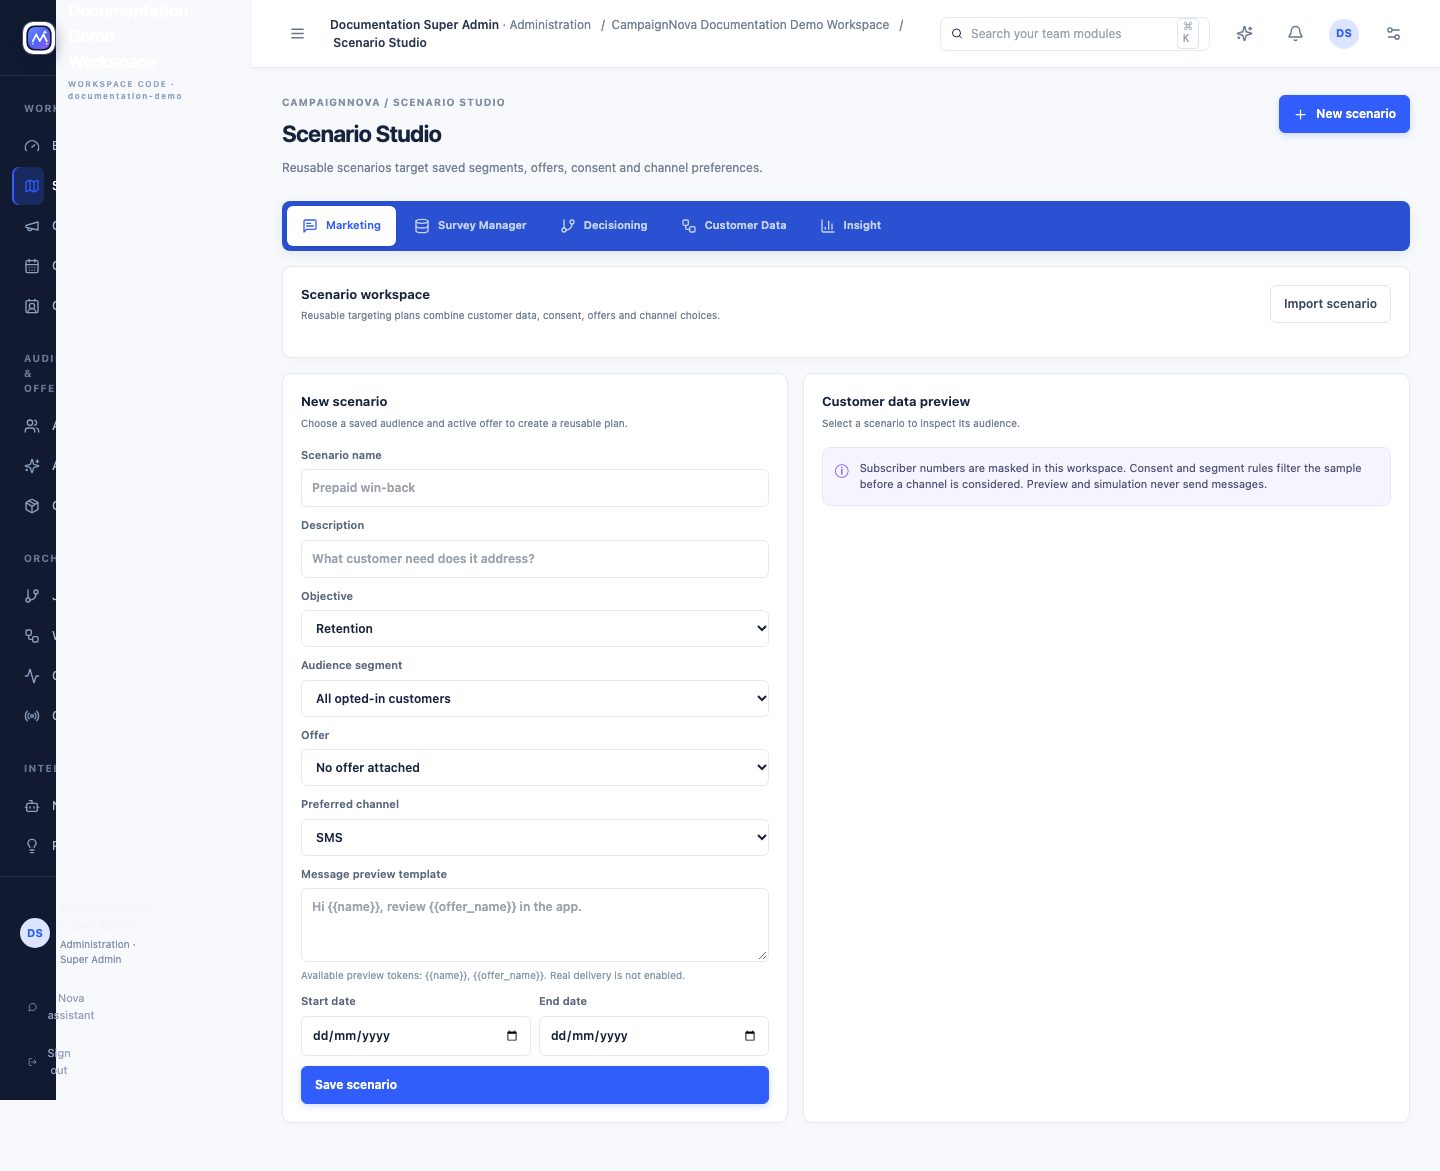 Documentation
Demo
Workspace
WORKSPACE CODE ·
documentation-demo
WORK
AUDI
&
OFFE
ORCH
INTE
DS
Documentation
Super Admin
Administration ·
Super Admin
Nova
assistant
Sign
out
Documentation Super Admin · Administration / CampaignNova Documentation Demo Workspace /
Scenario Studio
Search your team modules
⌘
K
DS
CAMPAIGNNOVA / SCENARIO STUDIO
Scenario Studio
Reusable scenarios target saved segments, offers, consent and channel preferences.
New scenario
Marketing
Survey Manager
Decisioning
Customer Data
Insight
Scenario workspace
Reusable targeting plans combine customer data, consent, offers and channel choices.
Import scenario
New scenario
Choose a saved audience and active offer to create a reusable plan.
Scenario name
Prepaid win-back
Description
What customer need does it address?
Objective
Retention
Audience segment
All opted-in customers
Offer
No offer attached
Preferred channel
SMS
Message preview template
Hi {{name}}, review {{offer_name}} in the app.
Available preview tokens: {{name}}, {{offer_name}}. Real delivery is not enabled.
Start date
End date
dd/mm/yyyy
dd/mm/yyyy
Save scenario
Customer data preview
Select a scenario to inspect its audience.
Subscriber numbers are masked in this workspace. Consent and segment rules filter the sample
before a channel is considered. Preview and simulation never send messages.